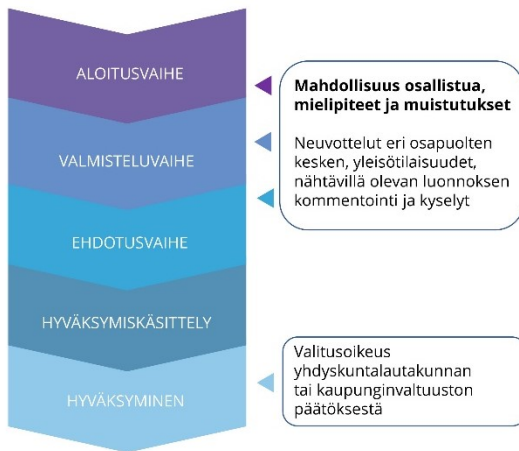 ALOITUSVAIHE
VALMISTELUVAIHE
EHDOTUSVAIHE
HYVÄKSYMISKÄSITTELY
HYVÄKSYMINEN
Mahdollisuus osallistua,
mielipiteet ja muistutukset
Neuvottelut eri osapuolten
kesken, yleisötilaisuudet,
nähtävillä olevan luonnoksen
kommentointi ja kyselyt
Valitusoikeus
yhdyskuntalautakunnan
tai kaupunginvaltuuston
päätöksestä